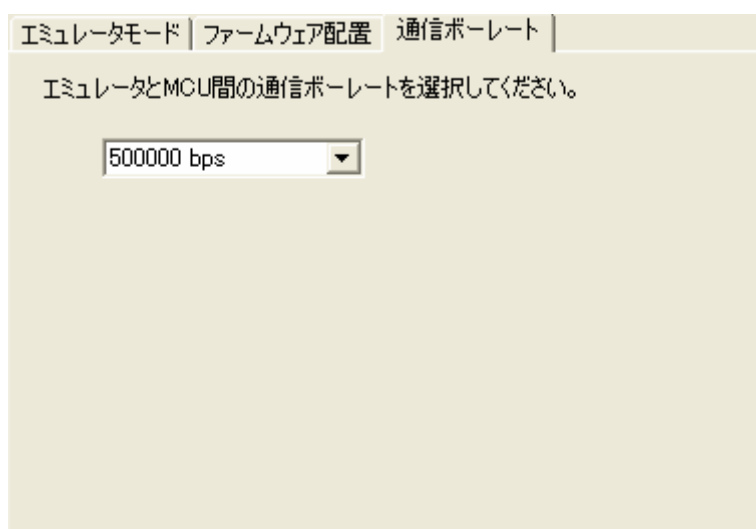 エミュレータモード ファームウェア配置 通信ボーレート
エミュレータとMCU間の通信ボーレートを選択してください。
500000 bps